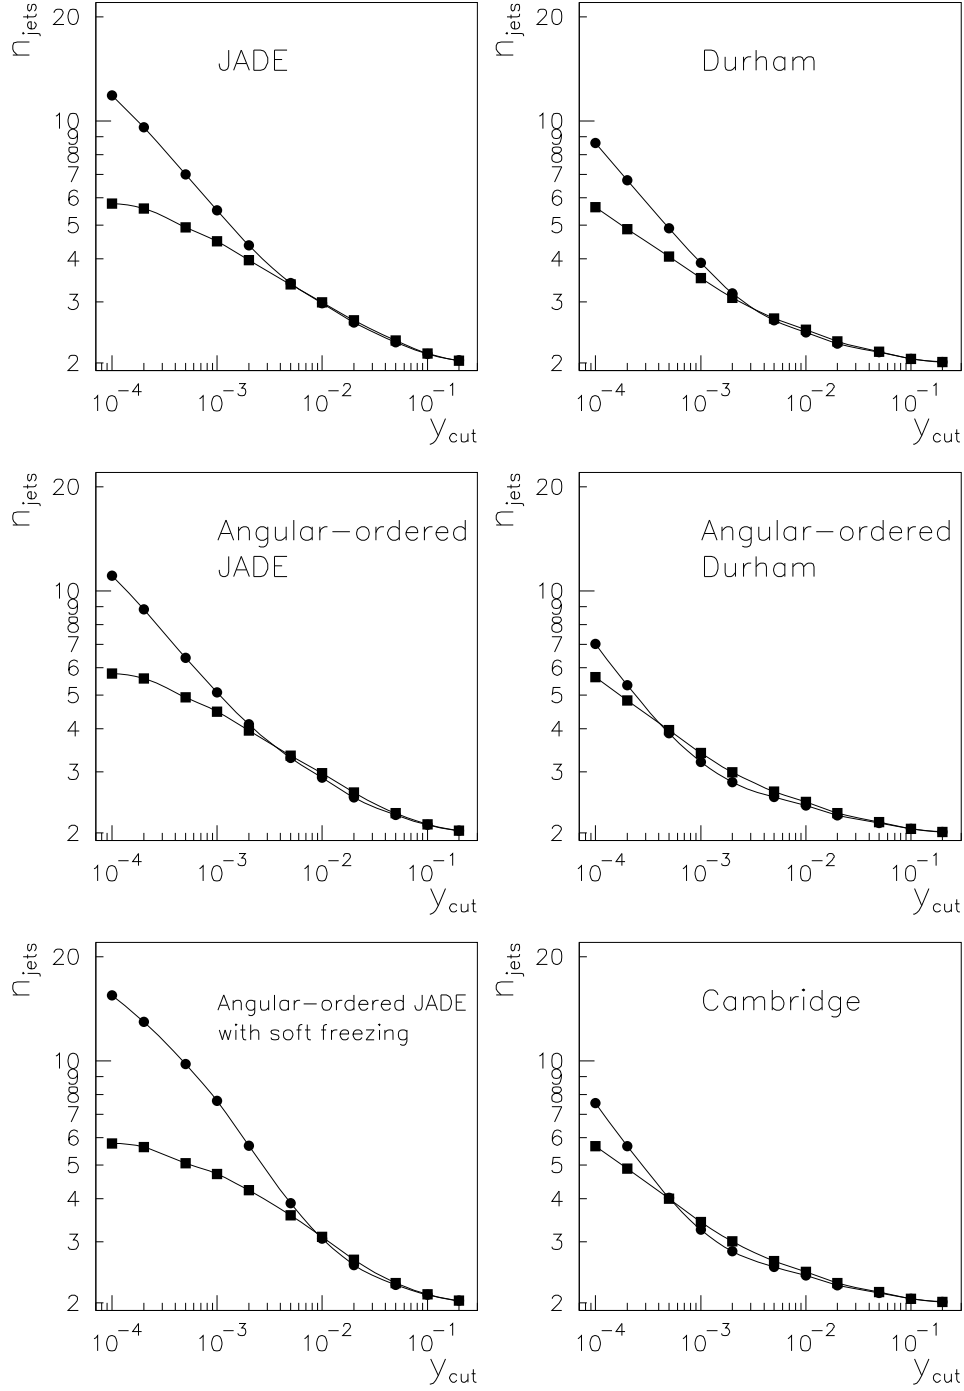 n_jets
20
JADE
10
9
8
7
6
5
4
3
2
10⁻⁴ 10⁻³ 10⁻² 10⁻¹
y_cut
n_jets
20
Durham
10
9
8
7
6
5
4
3
2
10⁻⁴ 10⁻³ 10⁻² 10⁻¹
y_cut
n_jets
20
Angular-ordered
JADE
10
9
8
7
6
5
4
3
2
10⁻⁴ 10⁻³ 10⁻² 10⁻¹
y_cut
n_jets
20
Angular-ordered
Durham
10
9
8
7
6
5
4
3
2
10⁻⁴ 10⁻³ 10⁻² 10⁻¹
y_cut
n_jets
20
Angular-ordered JADE
with soft freezing
10
9
8
7
6
5
4
3
2
10⁻⁴ 10⁻³ 10⁻² 10⁻¹
y_cut
n_jets
20
Cambridge
10
9
8
7
6
5
4
3
2
10⁻⁴ 10⁻³ 10⁻² 10⁻¹
y_cut